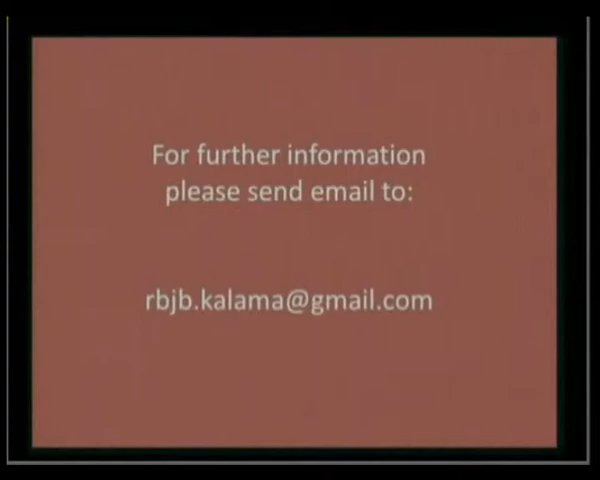 For further information
please send email to:
rbjb.kalama@gmail.com